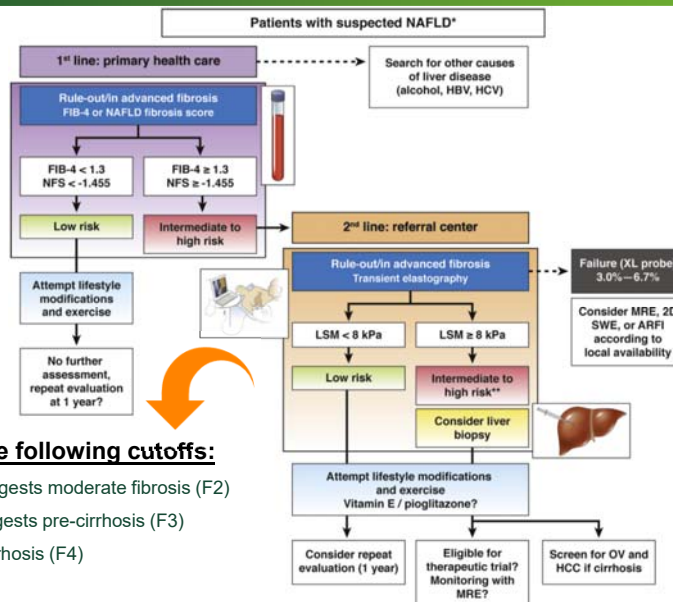 Patients with suspected NAFLD*
1st line: primary health care
Search for other causes
of liver disease
(alcohol, HBV, HCV)
Rule-out/in advanced fibrosis
FIB-4 or NAFLD fibrosis score
FIB-4 < 1.3
NFS < -1.455
FIB-4 ≥ 1.3
NFS ≥ -1.455
Low risk
Intermediate to
high risk
2nd line: referral center
Attempt lifestyle
modifications
and exercise
No further
assessment,
repeat evaluation
at 1 year?
Rule-out/in advanced fibrosis
Transient elastography
Failure (XL probe
3.0%–6.7%
Consider MRE, 2D
SWE, or ARFI
according to
local availability
LSM < 8 kPa
LSM ≥ 8 kPa
Low risk
Intermediate to
high risk**
Consider liver
biopsy
following cutoffs:
moderate fibrosis (F2)
pre-cirrhosis (F3)
(F4)
Attempt lifestyle modifications
and exercise
Vitamin E / pioglitazone?
Consider repeat
evaluation (1 year)
Eligible for
therapeutic trial?
Monitoring with
MRE?
Screen for OV and
HCC if cirrhosis